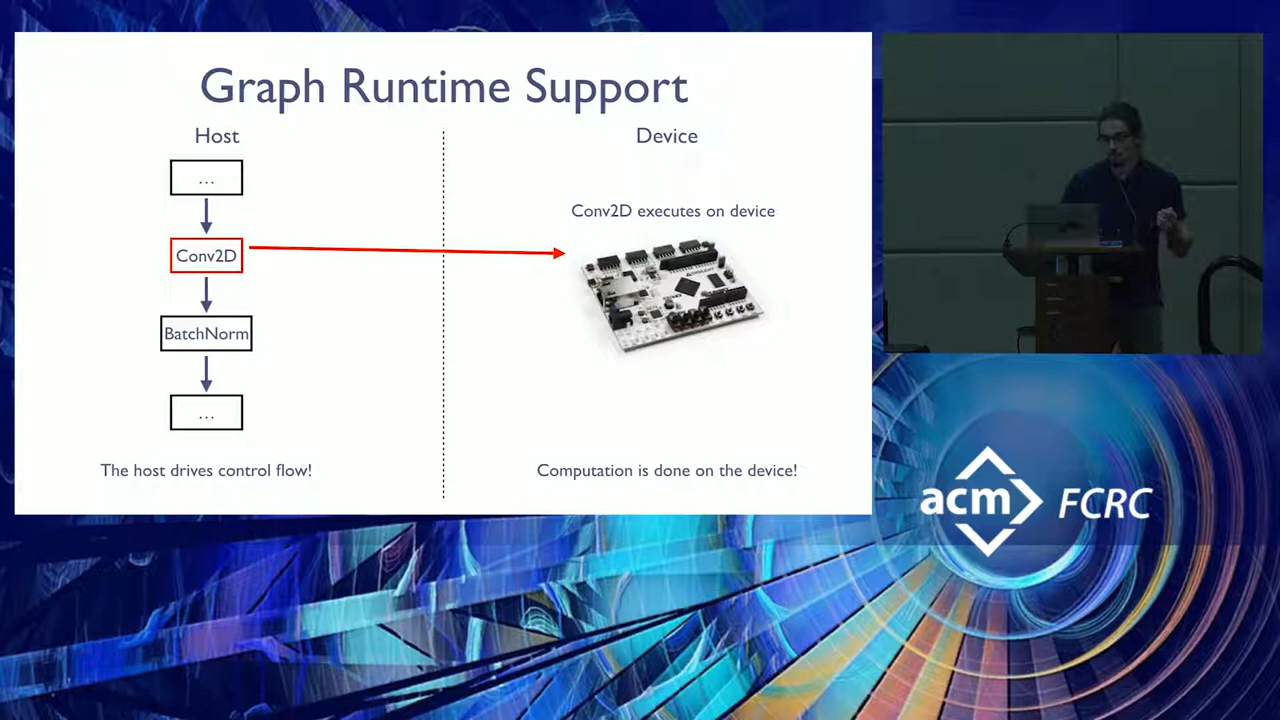 Graph Runtime Support
Host
Device
...
Conv2D
BatchNorm
...
Conv2D executes on device
The host drives control flow!
Computation is done on the device!
acm FCRC